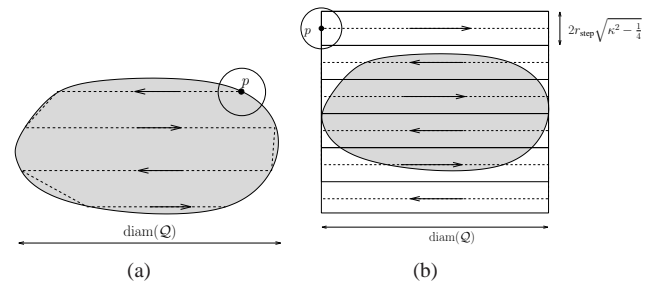 p
diam(𝒬)
(a)
p
2r_step√(κ² − 1/4)
diam(𝒬)
(b)